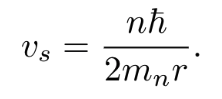 v_s = \frac{n\hbar}{2m_n r}.